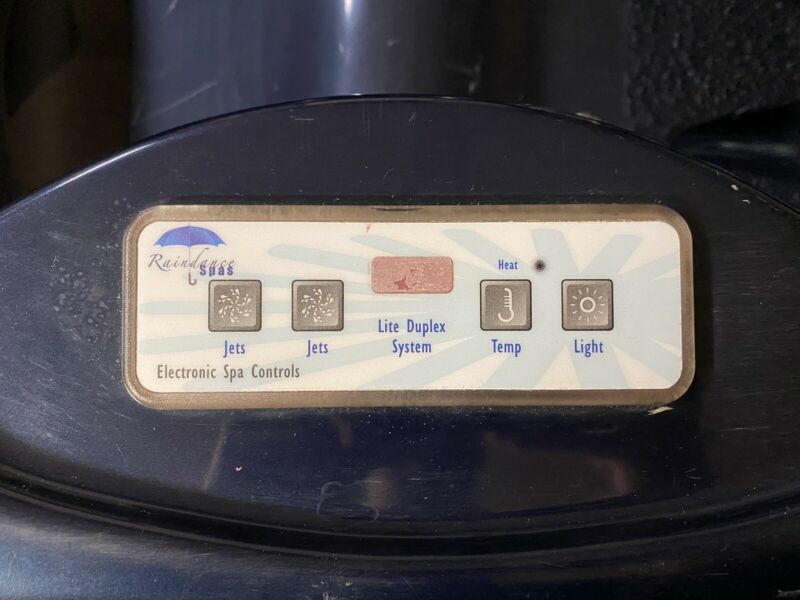 Raindance
Spas
Heat
Lite Duplex
System
Jets
Jets
Temp
Light
Electronic Spa Controls